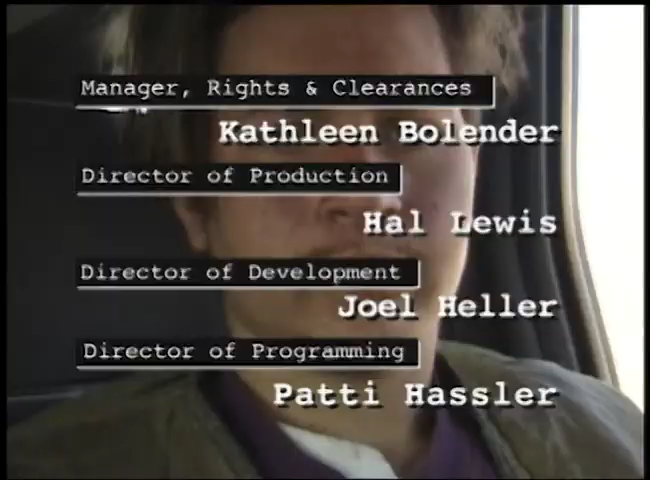 Manager, Rights & Clearances
Kathleen Bolender
Director of Production
Hal Lewis
Director of Development
Joel Heller
Director of Programming
Patti Hassler